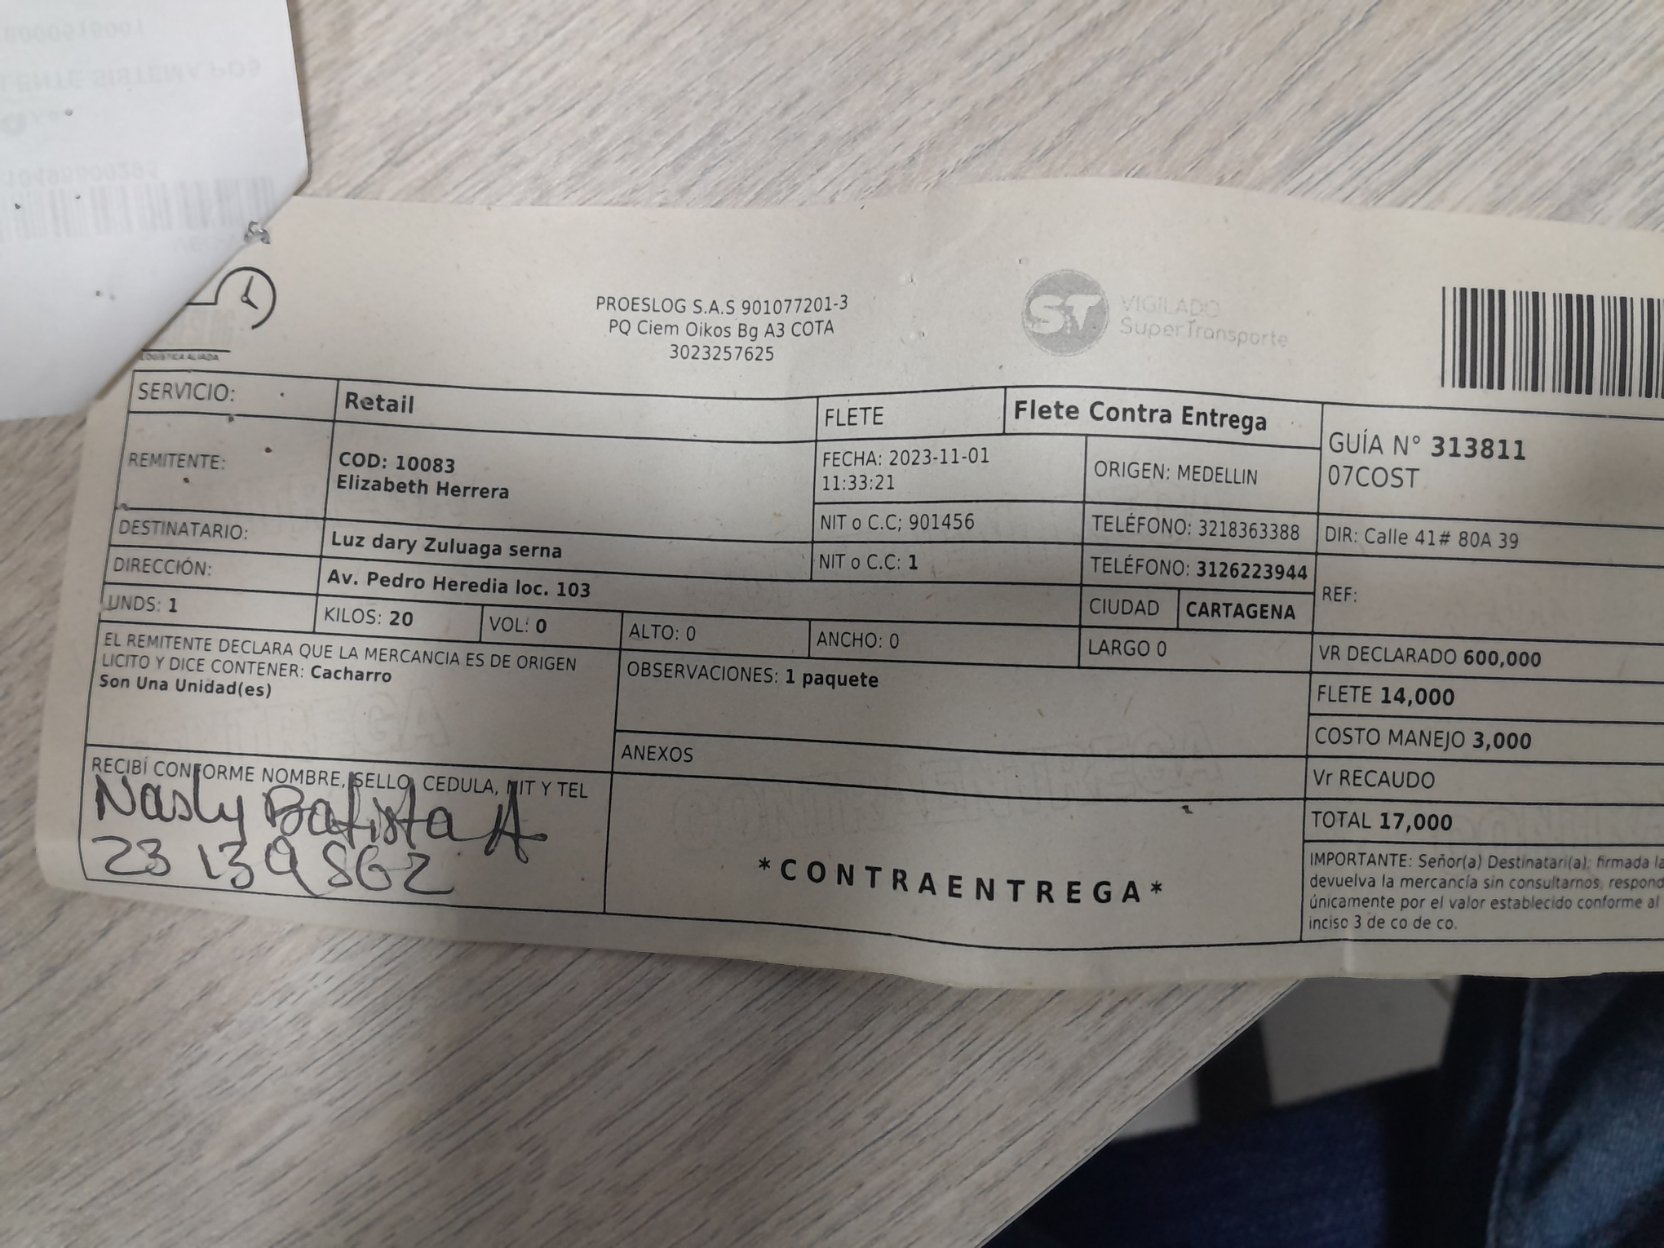 LOGÍSTICA ALIADA
PROESLOG S.A.S 901077201-3
PQ Ciem Oikos Bg A3 COTA
3023257625
ST VIGILADO
SuperTransporte
SERVICIO: Retail FLETE Flete Contra Entrega
GUÍA N° 313811
07COST
REMITENTE: COD: 10083
Elizabeth Herrera
FECHA: 2023-11-01
11:33:21
ORIGEN: MEDELLIN
NIT o C.C; 901456 TELÉFONO: 3218363388 DIR: Calle 41# 80A 39
DESTINATARIO: Luz dary Zuluaga serna NIT o C.C: 1 TELÉFONO: 3126223944
REF:
DIRECCIÓN: Av. Pedro Heredia loc. 103 CIUDAD CARTAGENA
UNDS: 1 KILOS: 20 VOL: 0 ALTO: 0 ANCHO: 0 LARGO 0 VR DECLARADO 600,000
EL REMITENTE DECLARA QUE LA MERCANCIA ES DE ORIGEN
LICITO Y DICE CONTENER: Cacharro
Son Una Unidad(es)
OBSERVACIONES: 1 paquete
FLETE 14,000
COSTO MANEJO 3,000
ANEXOS
Vr RECAUDO
TOTAL 17,000
RECIBÍ CONFORME NOMBRE, SELLO, CEDULA, NIT Y TEL
Nasly Batista A
23139862
*CONTRAENTREGA*
IMPORTANTE: Señor(a) Destinatari(a); firmada la
devuelva la mercancía sin consultarnos, respond
únicamente por el valor establecido conforme al
inciso 3 de co de co.